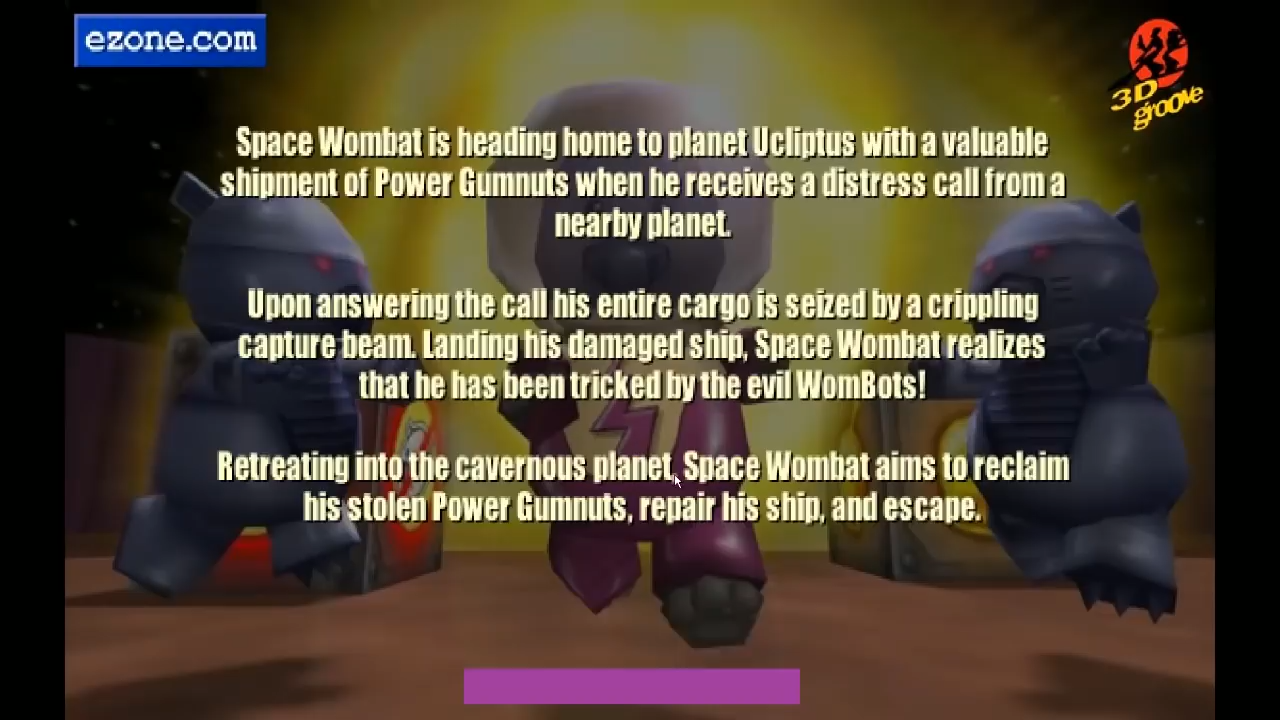 ezone.com
3D
groove
Space Wombat is heading home to planet Ucliptus with a valuable
shipment of Power Gumnuts when he receives a distress call from a
nearby planet.
Upon answering the call his entire cargo is seized by a crippling
capture beam. Landing his damaged ship, Space Wombat realizes
that he has been tricked by the evil WomBots!
Retreating into the cavernous planet, Space Wombat aims to reclaim
his stolen Power Gumnuts, repair his ship, and escape.